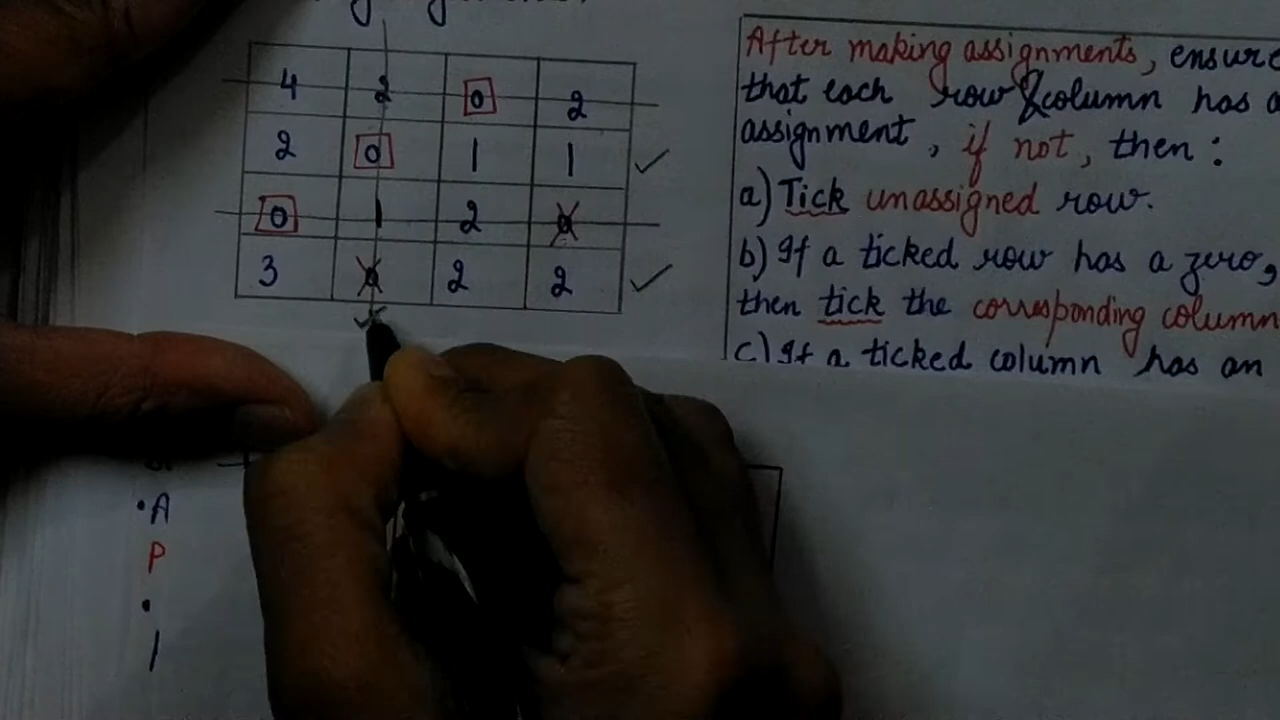 4 2 0 2
2 0 1 1 ✓
0 1 2 0
3 0 2 2 ✓
✓
After making assignments, ensure
that each row & column has a
assignment, if not, then :
a) Tick unassigned row.
b) If a ticked row has a zero,
then tick the corresponding column
c) If a ticked column has an
• A
P
•
1